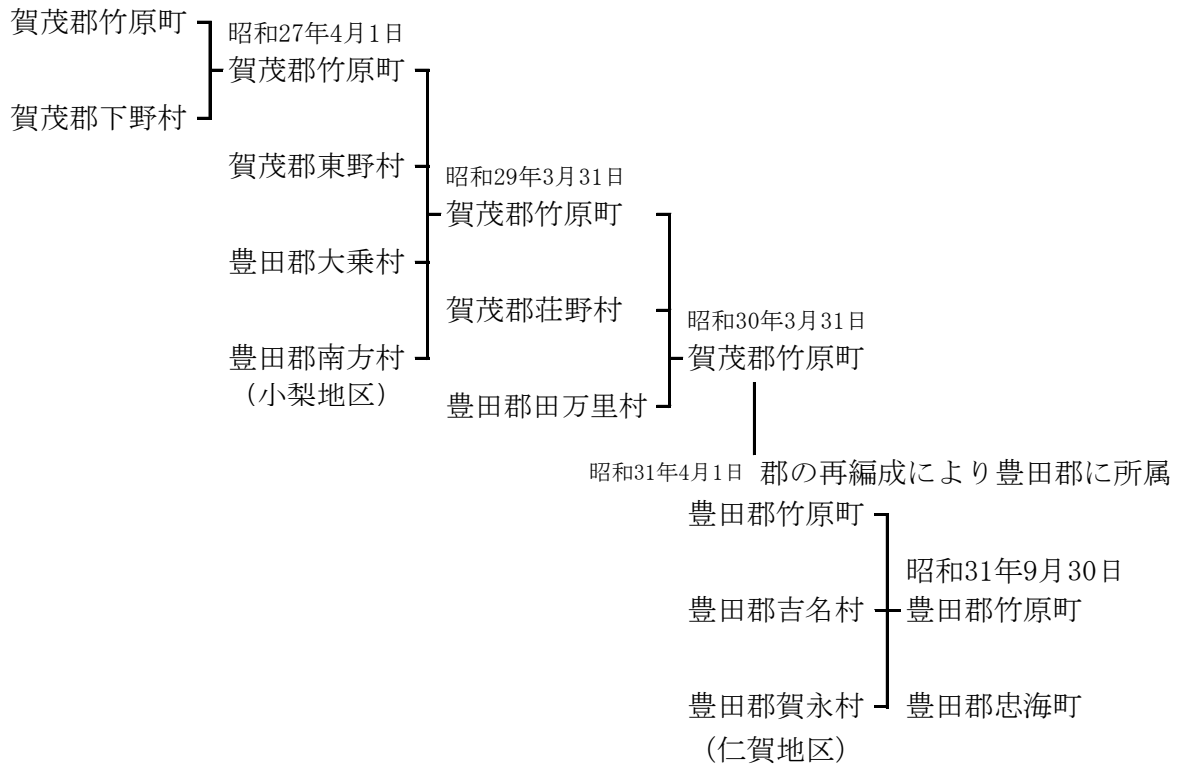 賀茂郡竹原町
昭和27年4月1日
賀茂郡竹原町
賀茂郡下野村
賀茂郡東野村
昭和29年3月31日
賀茂郡竹原町
豊田郡大乗村
賀茂郡荘野村
昭和30年3月31日
豊田郡南方村
賀茂郡竹原町
（小梨地区）
豊田郡田万里村
昭和31年4月1日 郡の再編成により豊田郡に所属
豊田郡竹原町
昭和31年9月30日
豊田郡吉名村
豊田郡竹原町
豊田郡賀永村
豊田郡忠海町
（仁賀地区）